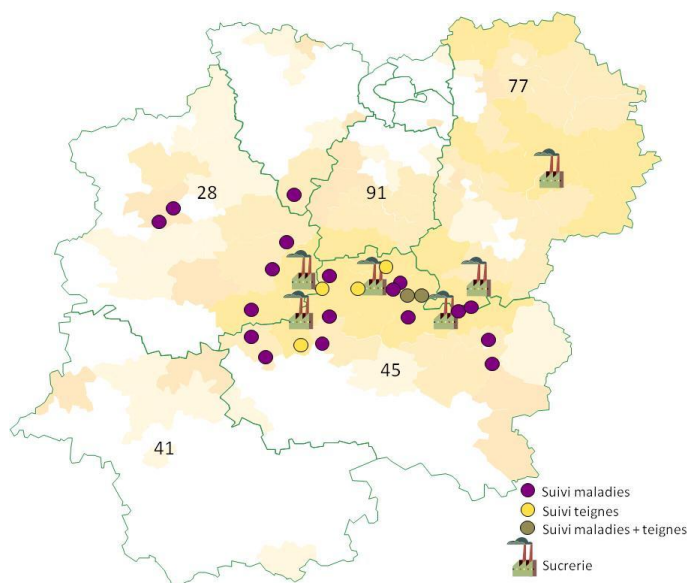 77
28
91
45
41
Suivi maladies
Suivi teignes
Suivi maladies + teignes
Sucrerie